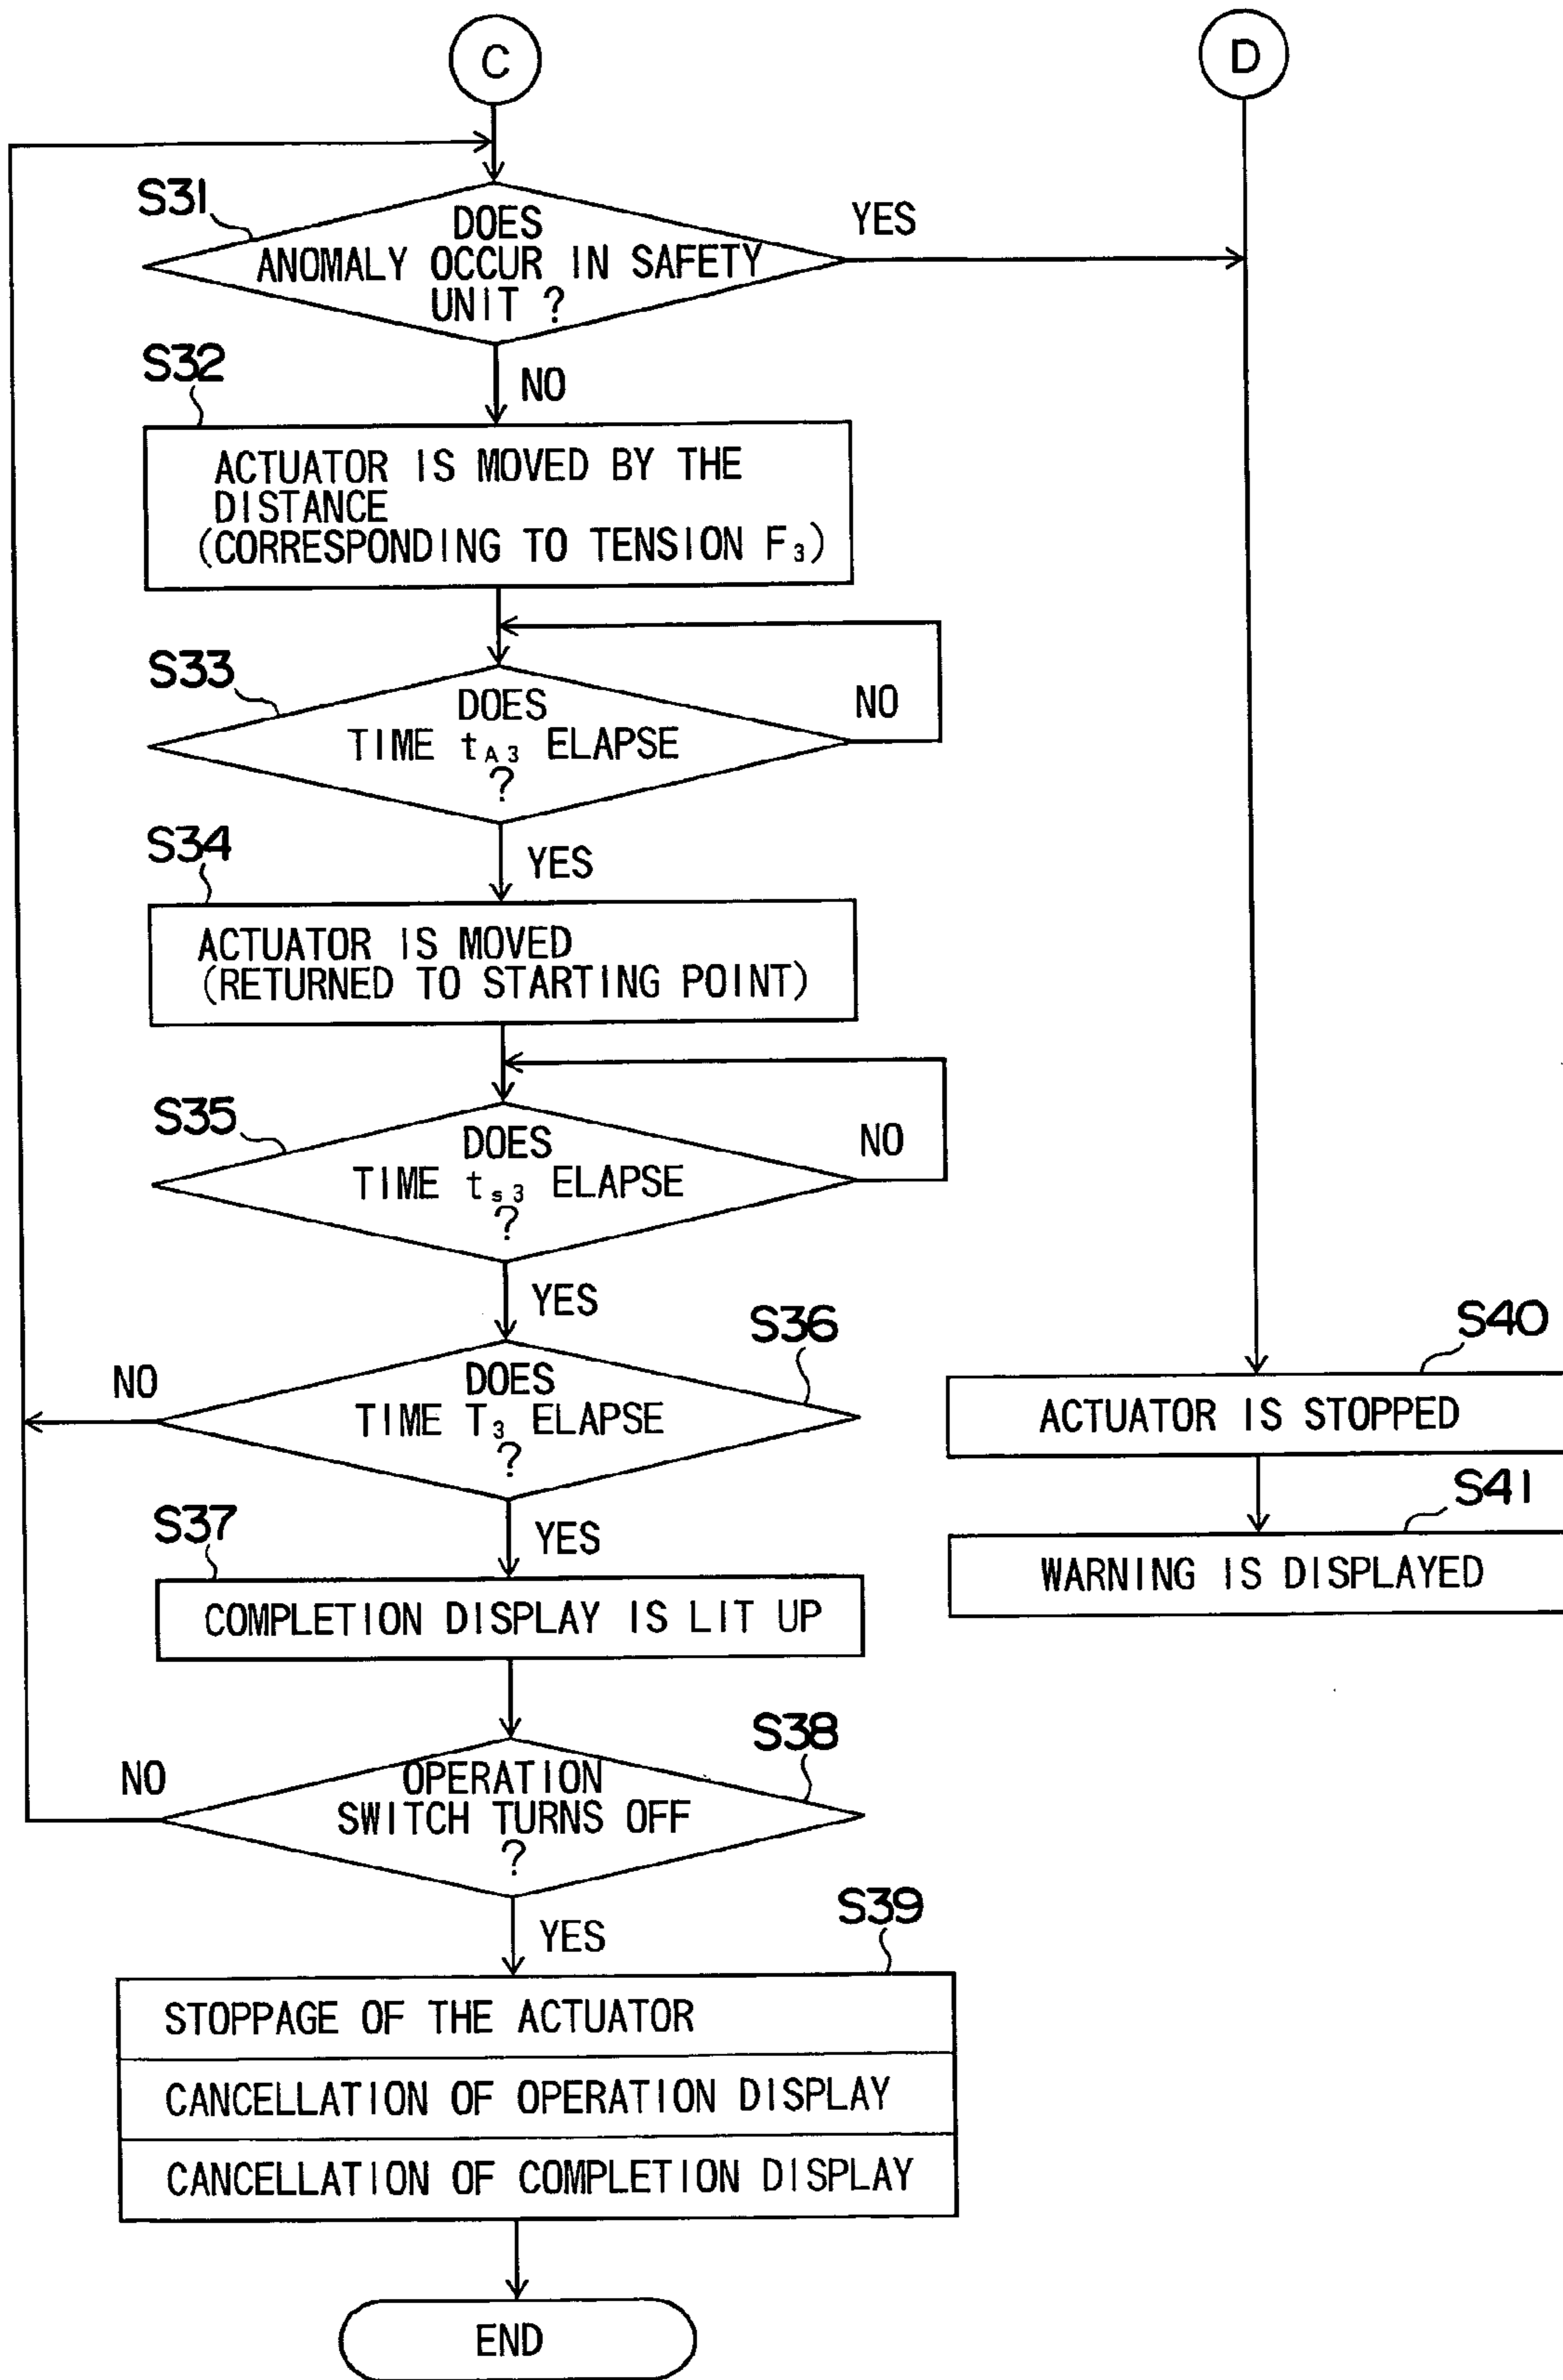 C
D
S31
DOES
ANOMALY OCCUR IN SAFETY
UNIT ?
YES
NO
S32
ACTUATOR IS MOVED BY THE
DISTANCE
(CORRESPONDING TO TENSION F₃)
S33
DOES
TIME t_A₃ ELAPSE
?
NO
YES
S34
ACTUATOR IS MOVED
(RETURNED TO STARTING POINT)
S35
DOES
TIME tₛ₃ ELAPSE
?
NO
YES
S36
DOES
TIME T₃ ELAPSE
?
NO
YES
S37
COMPLETION DISPLAY IS LIT UP
S38
OPERATION
SWITCH TURNS OFF
?
NO
YES
S39
STOPPAGE OF THE ACTUATOR
CANCELLATION OF OPERATION DISPLAY
CANCELLATION OF COMPLETION DISPLAY
END
S40
ACTUATOR IS STOPPED
S41
WARNING IS DISPLAYED